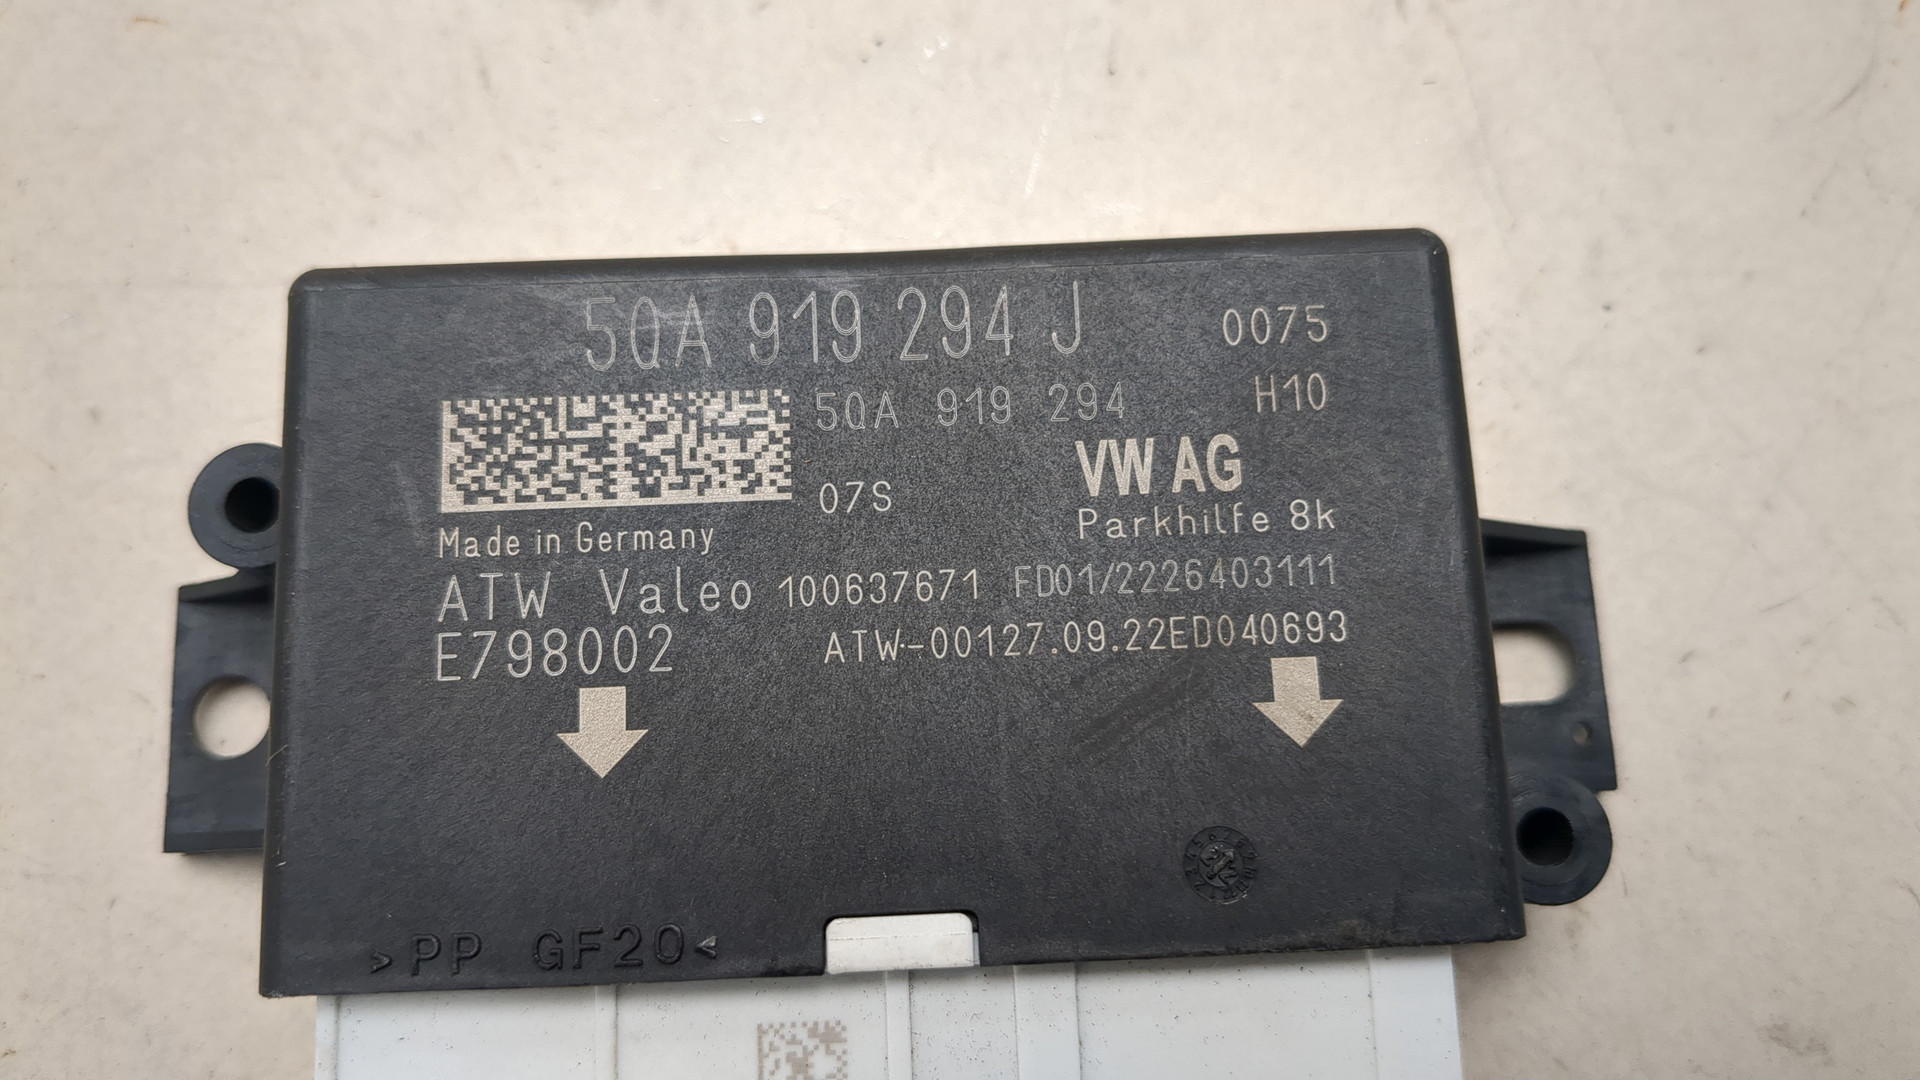 5QA 919 294 J 0075
5QA 919 294 H10
VW AG
07S
Parkhilfe 8k
Made in Germany
ATW Valeo 100637671 FD01/2226403111
E798002 ATW-00127.09.22ED040693
>PP GF20<